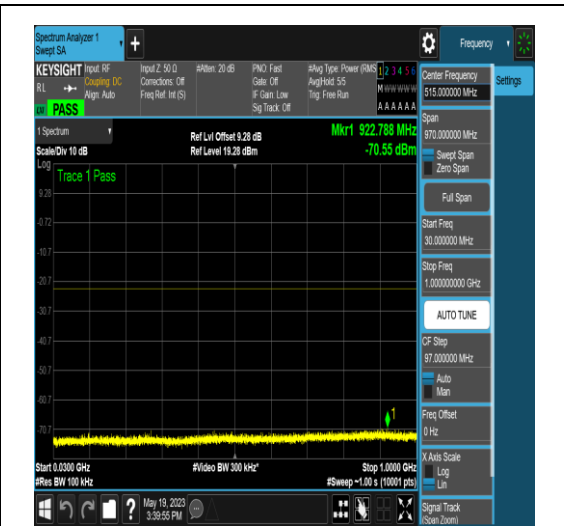 Spectrum Analyzer 1
Swept SA
Frequency
KEYSIGHT
RL
PASS
Input: RF
Coupling: DC
Align: Auto
Input Z: 50 Ω
Corrections: Off
Freq Ref: Int (S)
#Atten: 20 dB
PNO: Fast
Gate: Off
IF Gain: Low
Sig Track: Off
#Avg Type: Power (RMS
Avg|Hold: 5/5
Trig: Free Run
1 2 3 4 5 6
M W W W W W
A A A A A A
1 Spectrum
Scale/Div 10 dB
Log
Ref Lvl Offset 9.28 dB
Ref Level 19.28 dBm
Mkr1 922.788 MHz
-70.55 dBm
Trace 1 Pass
9.28
-0.72
-10.7
-20.7
-30.7
-40.7
-50.7
-60.7
-70.7
1
Start 0.0300 GHz
#Res BW 100 kHz
#Video BW 300 kHz*
Stop 1.0000 GHz
#Sweep ~1.00 s (10001 pts)
May 19, 2023
3:39:55 PM
Center Frequency
515.000000 MHz
Settings
Span
970.000000 MHz
Swept Span
Zero Span
Full Span
Start Freq
30.000000 MHz
Stop Freq
1.000000000 GHz
AUTO TUNE
CF Step
97.000000 MHz
Auto
Man
Freq Offset
0 Hz
X Axis Scale
Log
Lin
Signal Track
(Span Zoom)